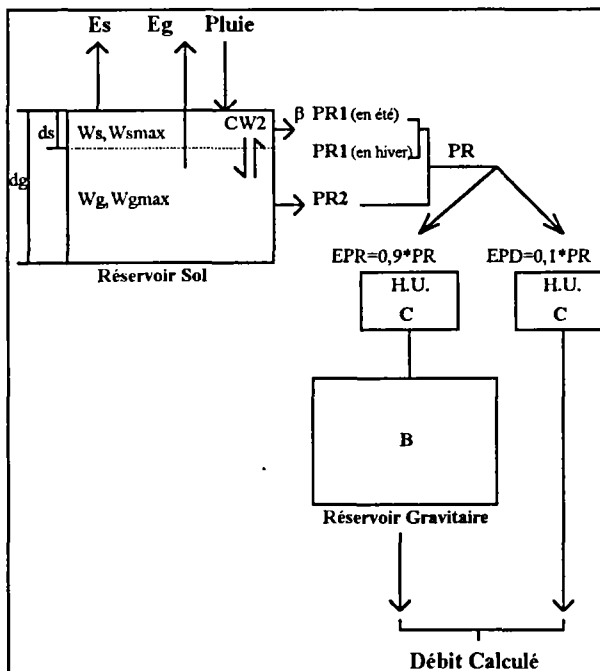 Es Eg Pluie
ds Ws, Wsmax CW2 β PR1 (en été)
PR1 (en hiver) PR
dg Wg, Wgmax PR2
Réservoir Sol
EPR=0,9*PR EPD=0,1*PR
H.U. H.U.
C C
B
Réservoir Gravitaire
Débit Calculé